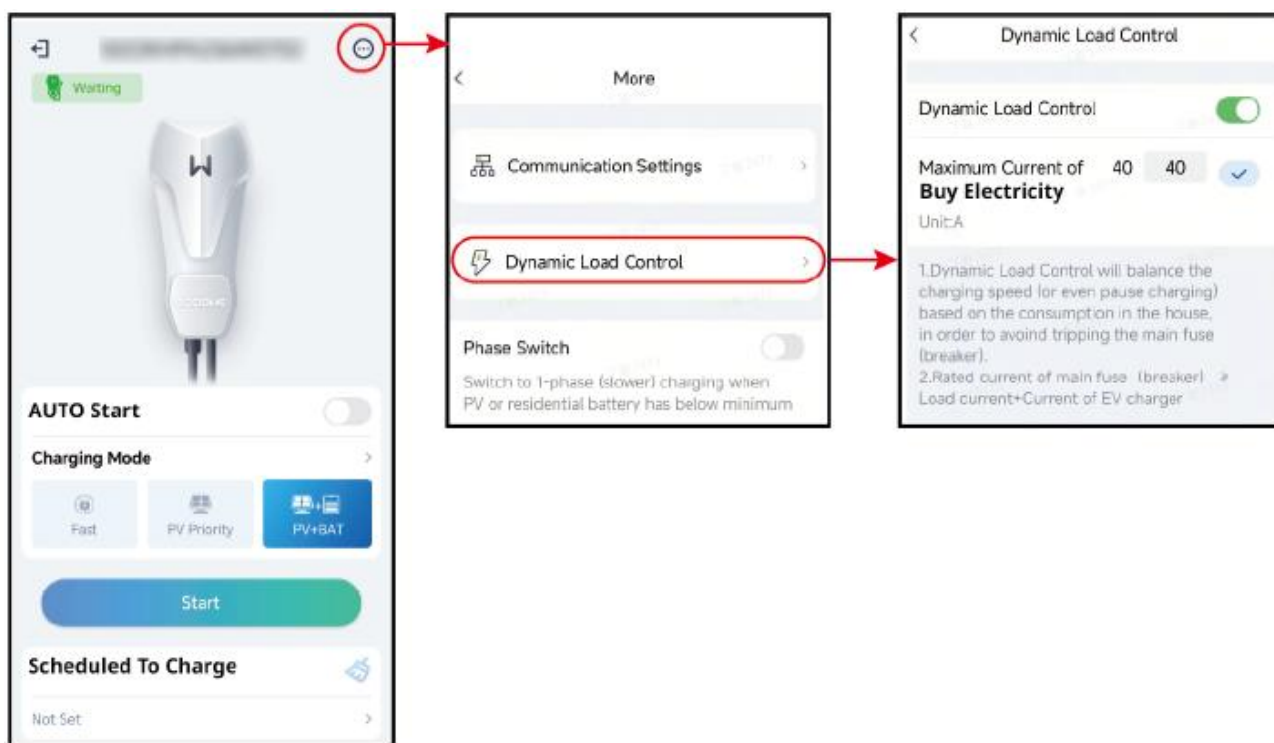 Waiting
GOODWE
AUTO Start
Charging Mode
Fast
PV Priority
PV+BAT
Start
Scheduled To Charge
Not Set
More
Communication Settings
Dynamic Load Control
Phase Switch
Switch to 1-phase (slower) charging when
PV or residential battery has below minimum
Dynamic Load Control
Dynamic Load Control
Maximum Current of 40 40
Buy Electricity
Unit:A
1.Dynamic Load Control will balance the
charging speed (or even pause charging)
based on the consumption in the house,
in order to avoind tripping the main fuse
(breaker).
2.Rated current of main fuse (breaker) >
Load current+Current of EV charger